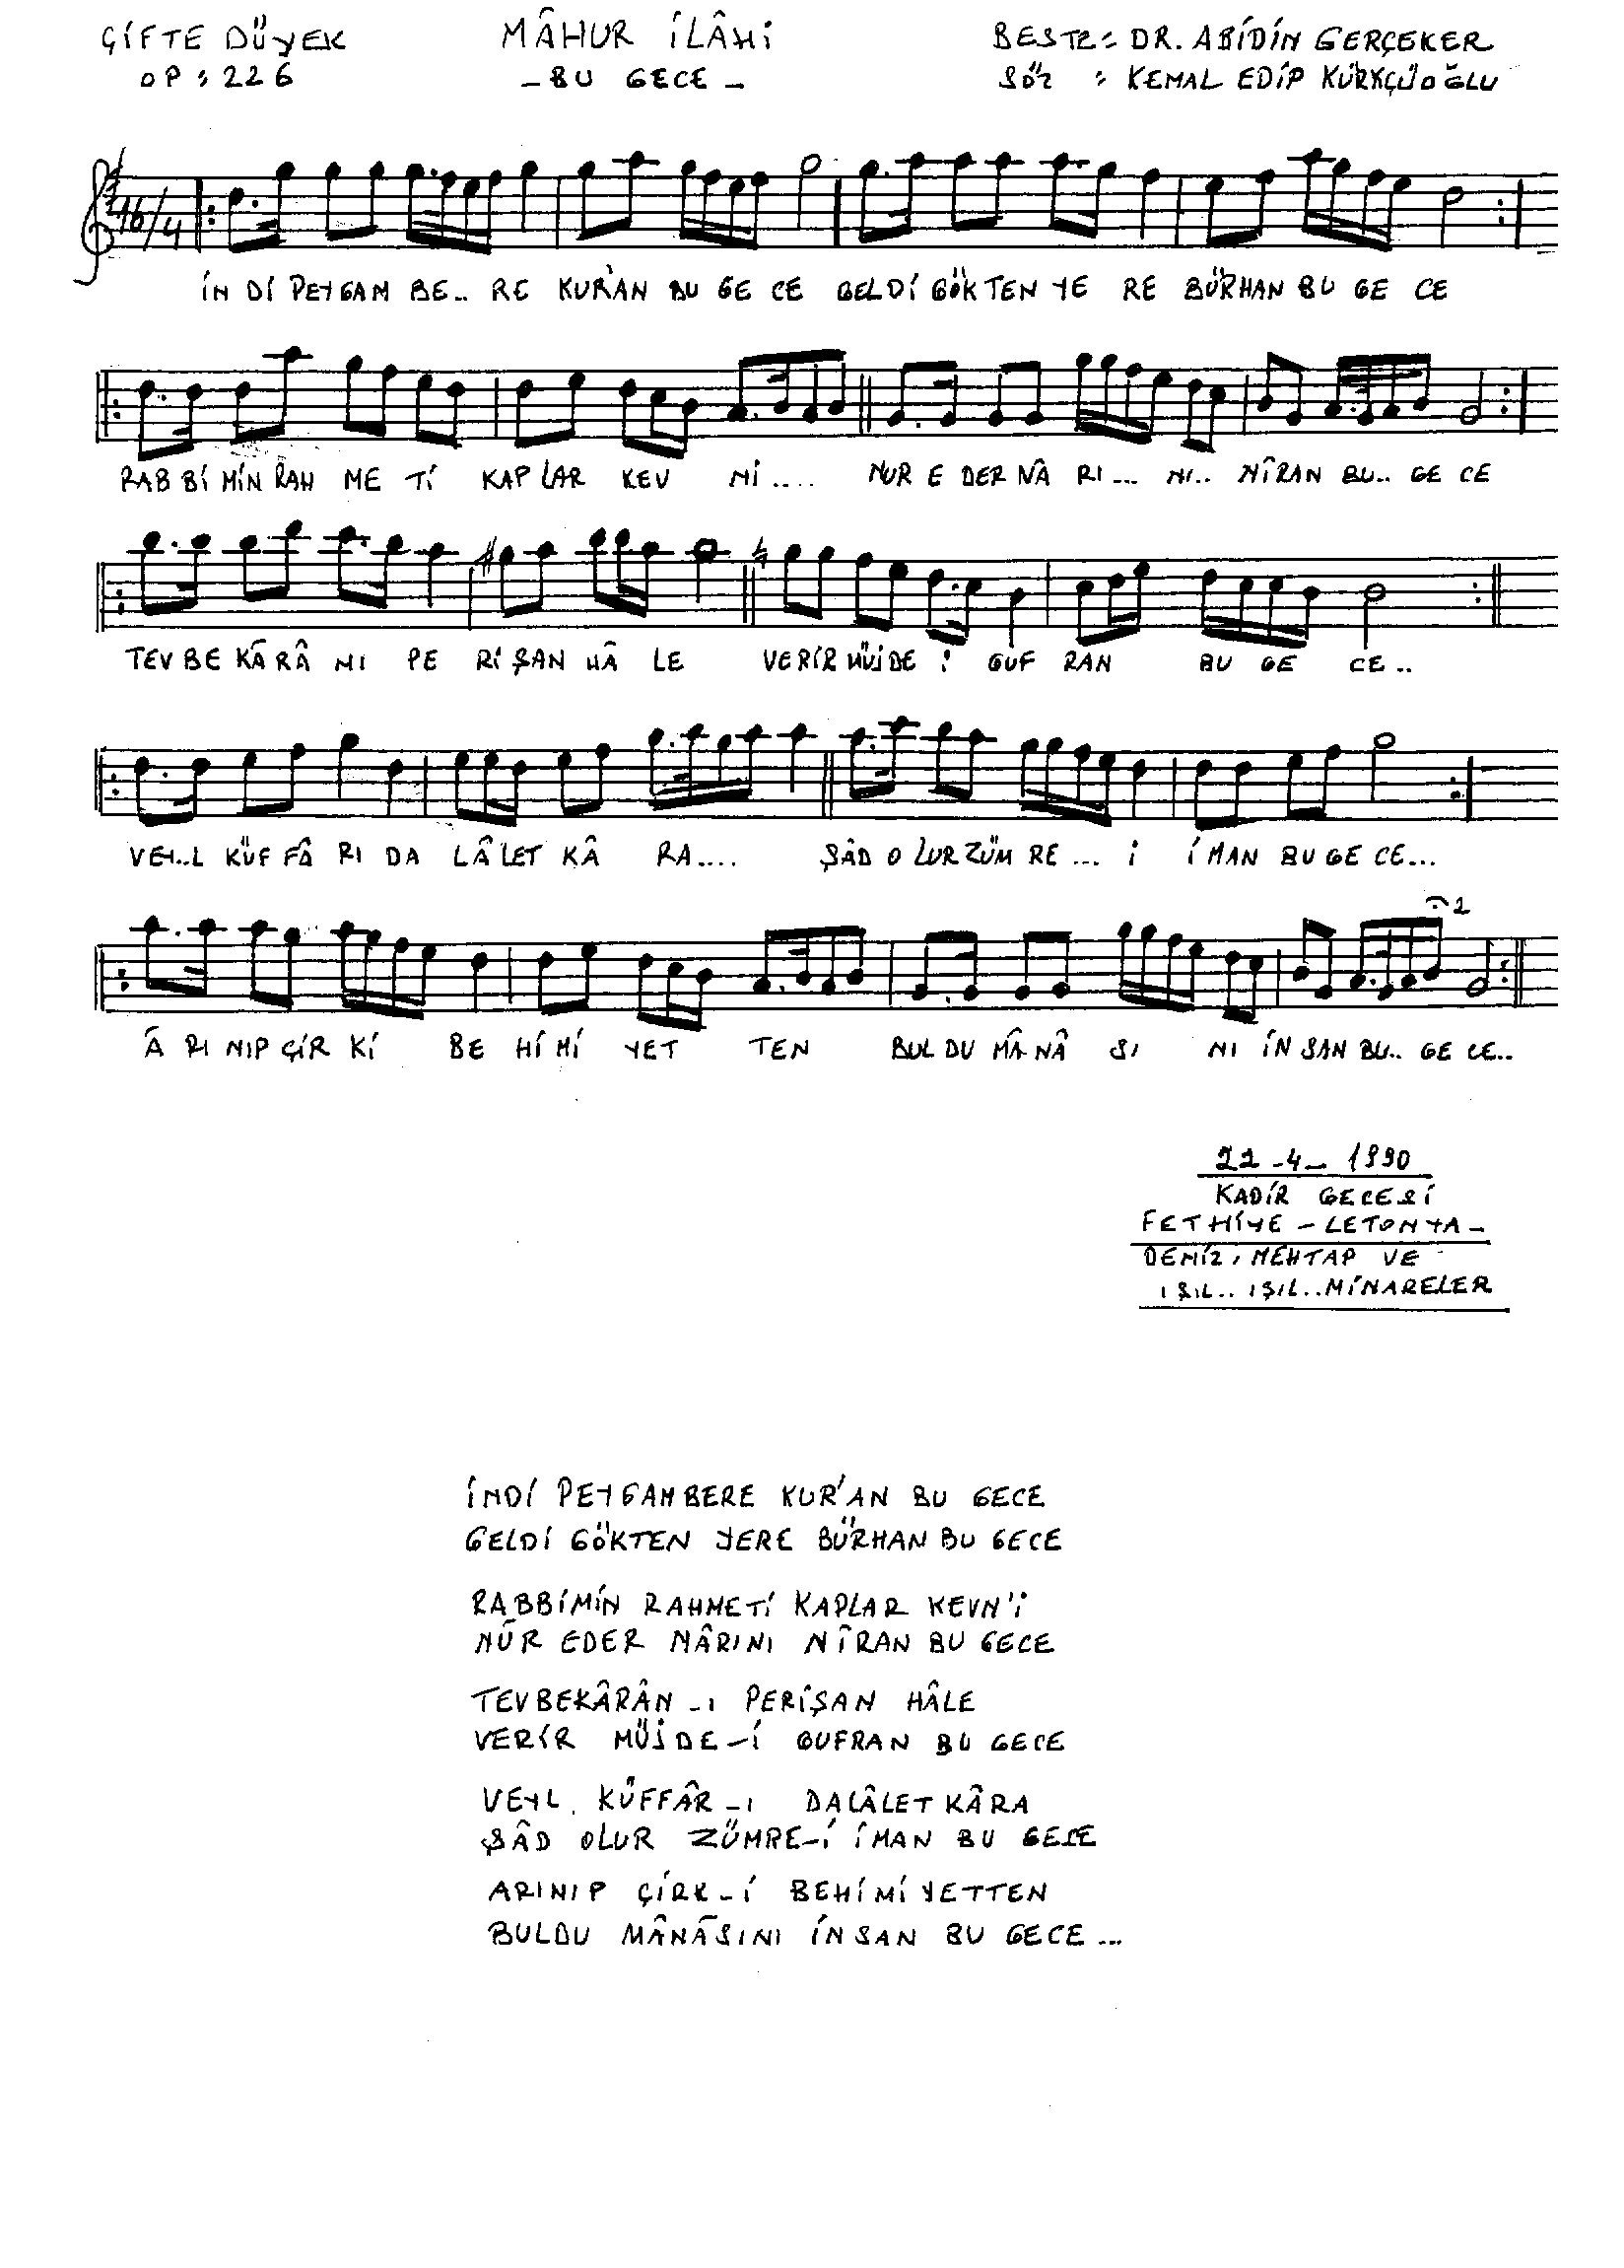 ÇİFTE DÜYEK
OP : 226
MÂHUR İLÂHİ
- BU GECE -
BESTE : DR. ABİDİN GERÇEKER
SÖZ : KEMAL EDİP KÜRKÇÜOĞLU
16/4
İN Dİ PEYGAM BE.. RE KUR'AN BU GE CE GELDİ GÖK TEN YE RE BÜRHAN BU GE CE
RAB Bİ MİN RAH ME Tİ KAP LAR KEV Nİ.... NUR E DER NÂ RI... NI.. NÎRAN BU.. GE CE
TEV BE KÂ RÂ NI PE Rİ ŞAN HÂ LE VERİR MÜJDE İ GUF RAN BU GE CE..
VEY..L KÜF FÂ RI DA LÂ LET KÂ RA.... ŞÂD O LUR ZÜM RE... İ İMAN BU GE CE...
2
A RI NIP ÇİR Kİ BE Hİ Mİ YET TEN BUL DU MÂ NÂ SI NI İN SAN BU.. GE CE..
22 - 4 - 1990
KADİR GECESİ
FETHİYE - LETONYA -
DENİZ, MEHTAP VE
IŞIL.. IŞIL.. MİNARELER
İNDİ PEYGAMBERE KUR'AN BU GECE
GELDİ GÖKTEN YERE BÜRHAN BU GECE
RABBİMİN RAHMETİ KAPLAR KEVN'İ
NÛR EDER NÂRINI NÎRAN BU GECE
TEVBEKÂRÂN -I PERİŞAN HÂLE
VERİR MÜJDE-İ GUFRAN BU GECE
VEYL KÜFFÂR-I DALÂLETKÂRA
ŞÂD OLUR ZÜMRE-İ İMAN BU GECE
ARINIP ÇİRK-İ BEHİMİYETTEN
BULDU MÂNÂSINI İNSAN BU GECE...